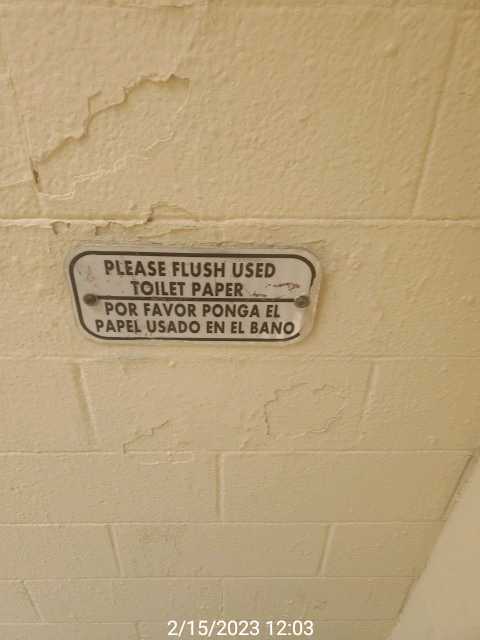 PLEASE FLUSH USED
TOILET PAPER
POR FAVOR PONGA EL
PAPEL USADO EN EL BANO
2/15/2023 12:03